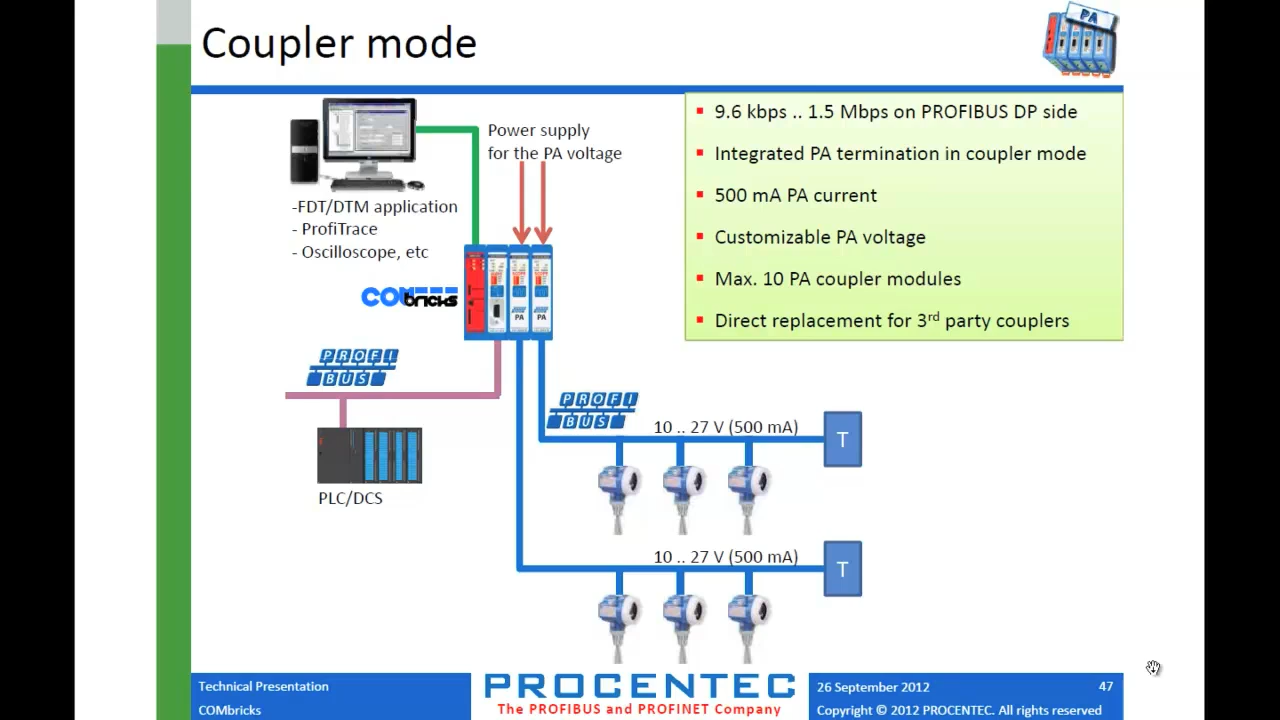 Coupler mode
PA
Power supply
for the PA voltage
-FDT/DTM application
- ProfiTrace
- Oscilloscope, etc
COMbricks
PA
PA
▪ 9.6 kbps .. 1.5 Mbps on PROFIBUS DP side
▪ Integrated PA termination in coupler mode
▪ 500 mA PA current
▪ Customizable PA voltage
▪ Max. 10 PA coupler modules
▪ Direct replacement for 3rd party couplers
PROFI
BUS
PLC/DCS
PROFI
BUS
10 .. 27 V (500 mA)
T
10 .. 27 V (500 mA)
T
Technical Presentation
COMbricks
PROCENTEC
The PROFIBUS and PROFINET Company
26 September 2012
47
Copyright © 2012 PROCENTEC. All rights reserved